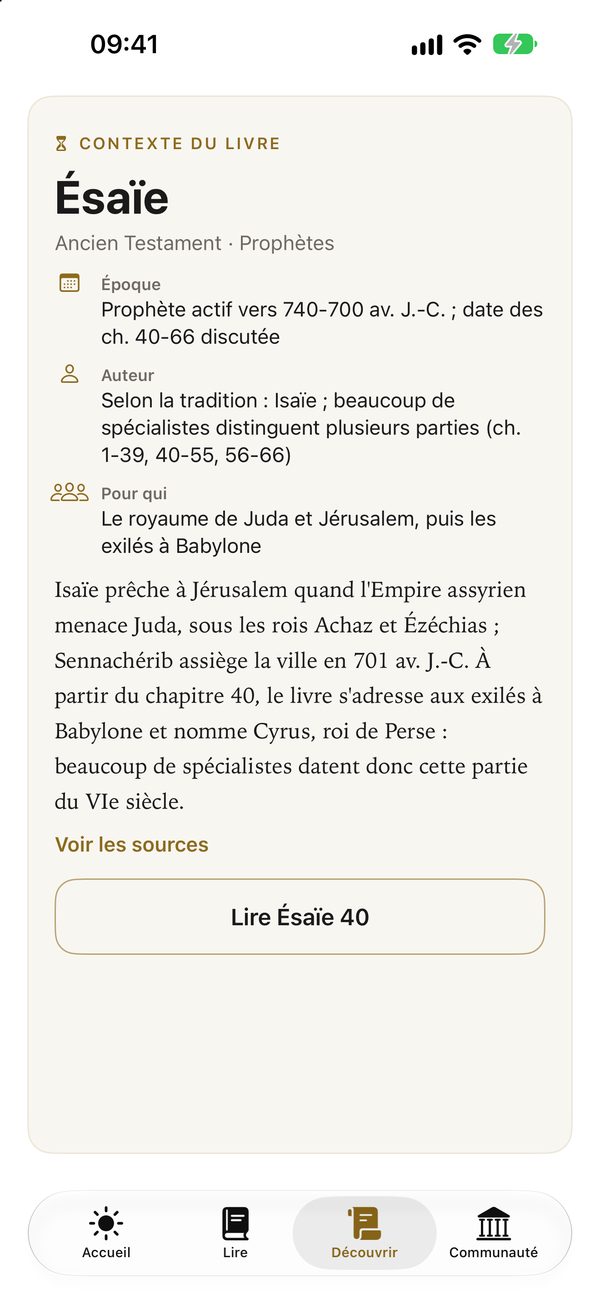 09:41
CONTEXTE DU LIVRE
Ésaïe
Ancien Testament · Prophètes
Époque
Prophète actif vers 740-700 av. J.-C. ; date des
ch. 40-66 discutée
Auteur
Selon la tradition : Isaïe ; beaucoup de
spécialistes distinguent plusieurs parties (ch.
1-39, 40-55, 56-66)
Pour qui
Le royaume de Juda et Jérusalem, puis les
exilés à Babylone
Isaïe prêche à Jérusalem quand l'Empire assyrien
menace Juda, sous les rois Achaz et Ézéchias ;
Sennachérib assiège la ville en 701 av. J.-C. À
partir du chapitre 40, le livre s'adresse aux exilés à
Babylone et nomme Cyrus, roi de Perse :
beaucoup de spécialistes datent donc cette partie
du VIe siècle.
Voir les sources
Lire Ésaïe 40
Accueil
Lire
Découvrir
Communauté